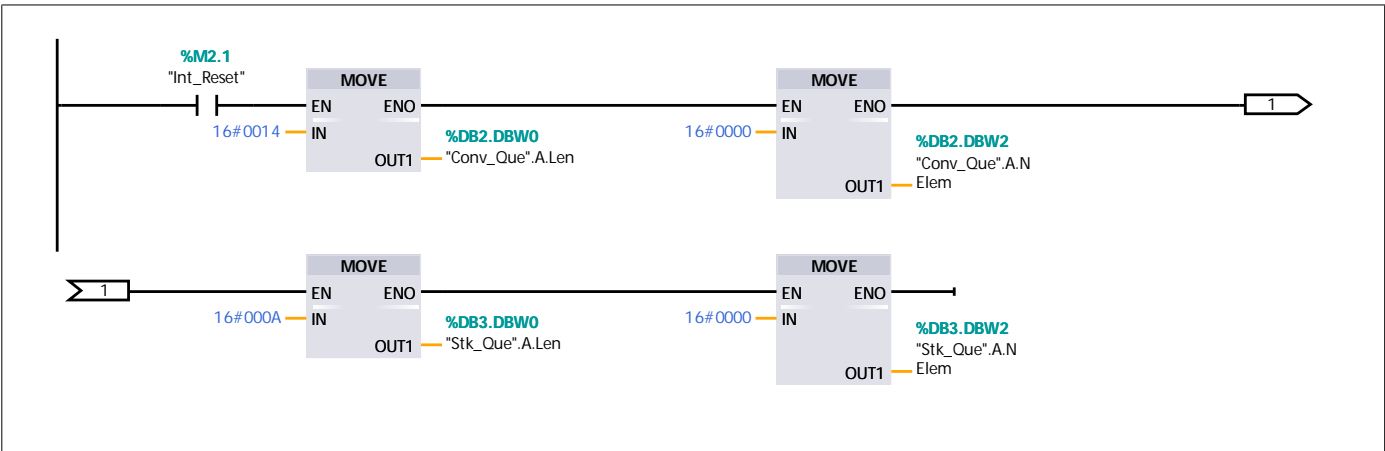 %M2.1
"Int_Reset"
MOVE
EN ENO
16#0014 IN
%DB2.DBW0
OUT1 "Conv_Que".A.Len
MOVE
EN ENO
16#0000 IN
%DB2.DBW2
"Conv_Que".A.N
OUT1 Elem
1
1
MOVE
EN ENO
16#000A IN
%DB3.DBW0
OUT1 "Stk_Que".A.Len
MOVE
EN ENO
16#0000 IN
%DB3.DBW2
"Stk_Que".A.N
OUT1 Elem